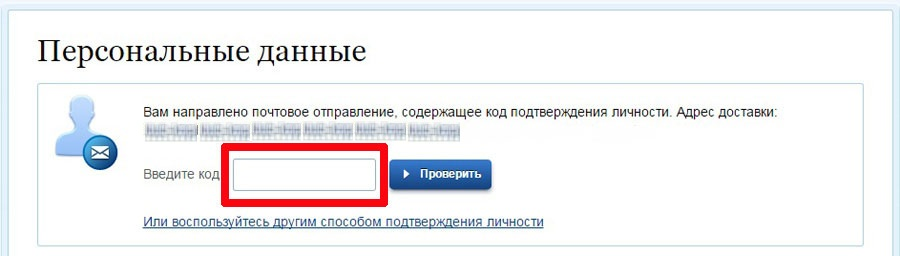 Персональные данные
Вам направлено почтовое отправление, содержащее код подтверждения личности. Адрес доставки:
Введите код
Проверить
Или воспользуйтесь другим способом подтверждения личности